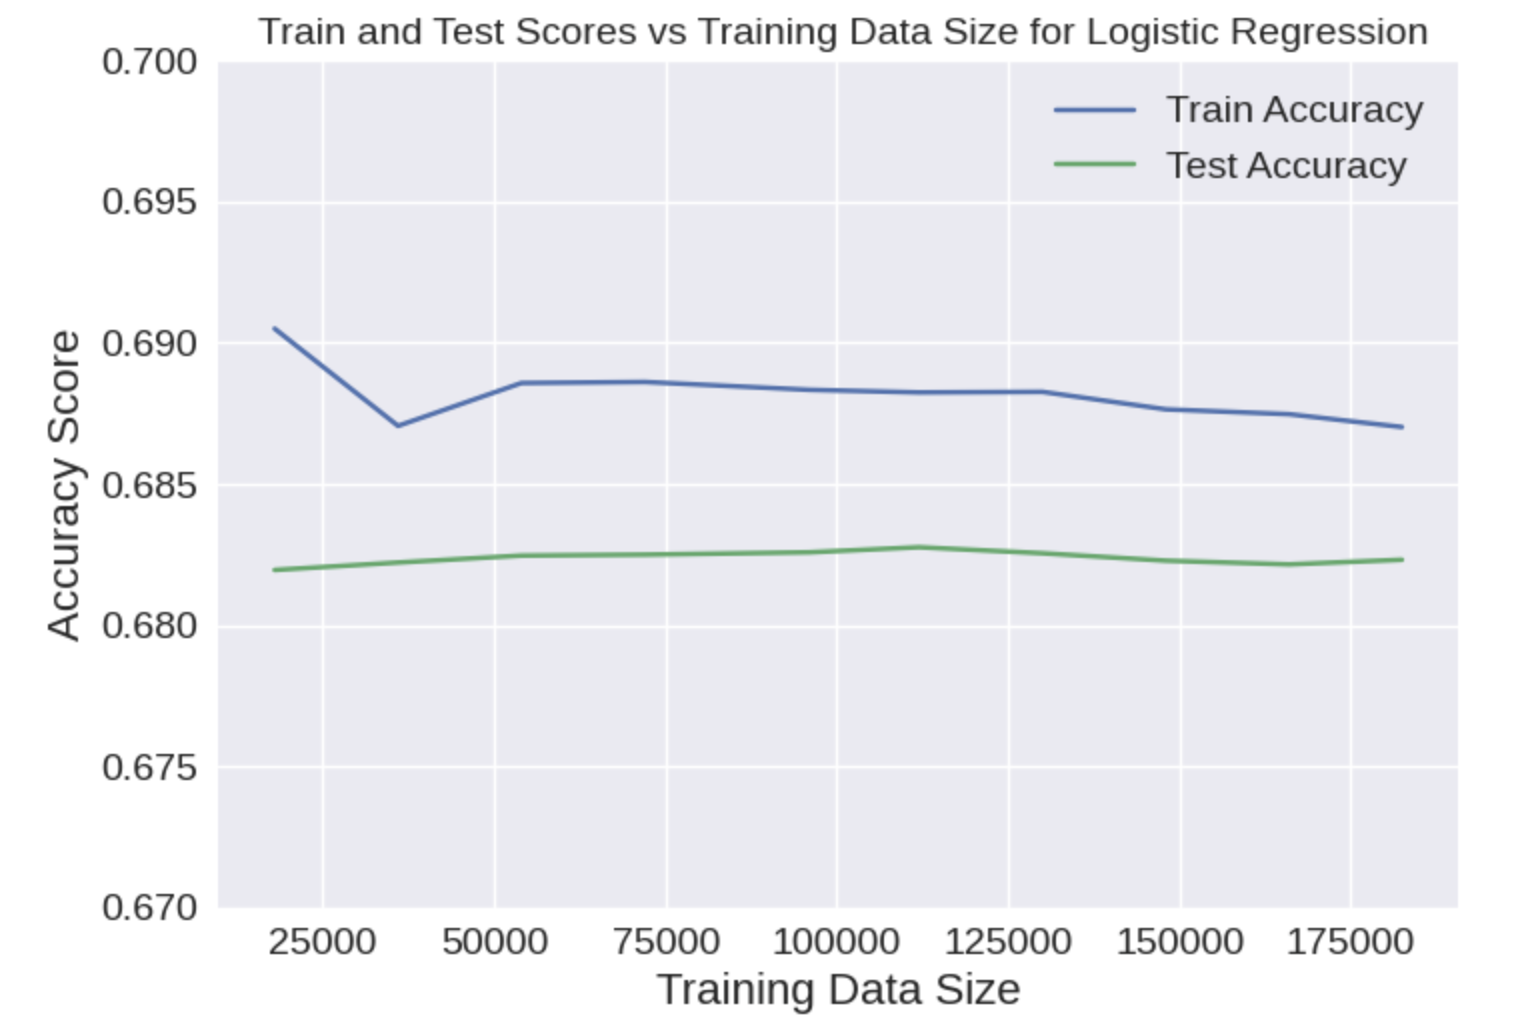 Train and Test Scores vs Training Data Size for Logistic Regression
0.700
Train Accuracy
Test Accuracy
0.695
0.690
0.685
0.680
0.675
0.670
Accuracy Score
25000 50000 75000 100000 125000 150000 175000
Training Data Size